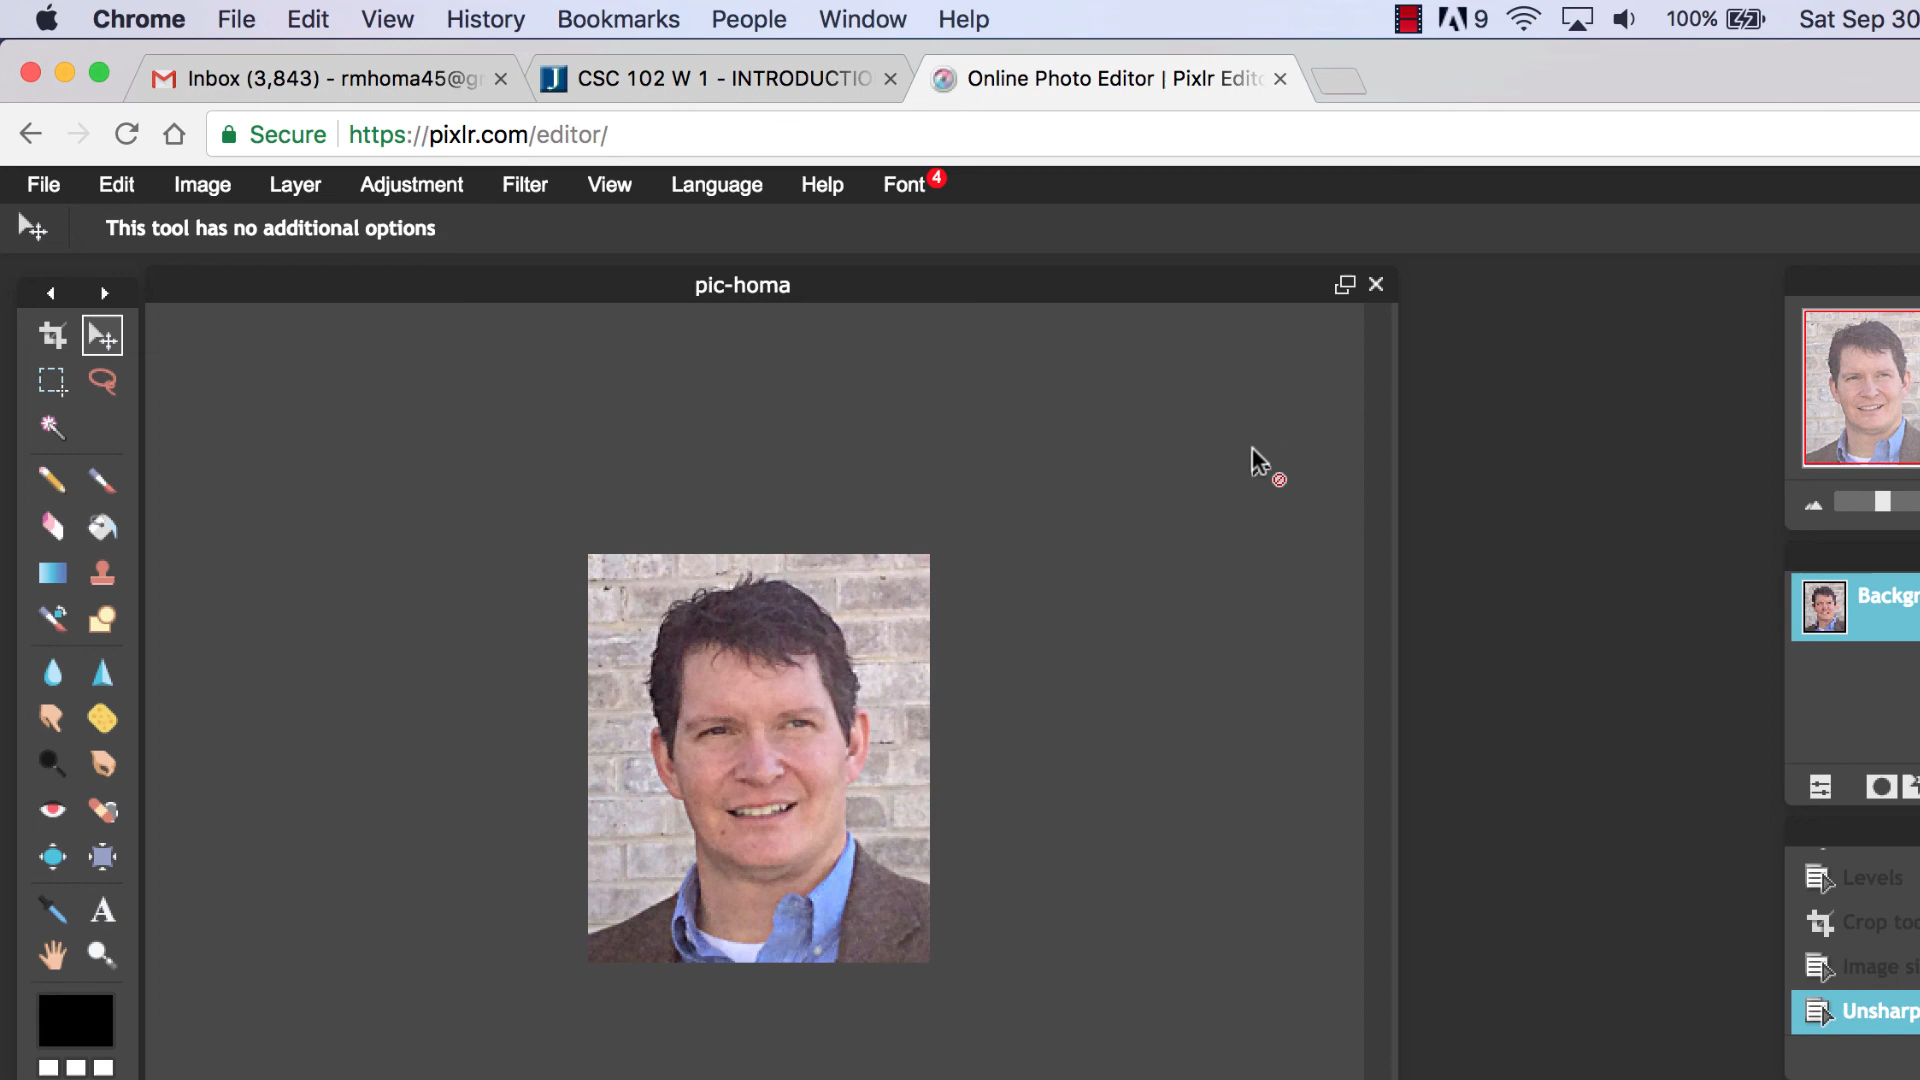 Chrome File Edit View History Bookmarks People Window Help 9 100% Sat Sep 30
Inbox (3,843) - rmhoma45@g CSC 102 W 1 - INTRODUCTIO Online Photo Editor | Pixlr Edito
Secure https://pixlr.com/editor/
File Edit Image Layer Adjustment Filter View Language Help Font 4
This tool has no additional options
pic-homa
Backgr
A
Levels
Crop too
Image si
Unsharp